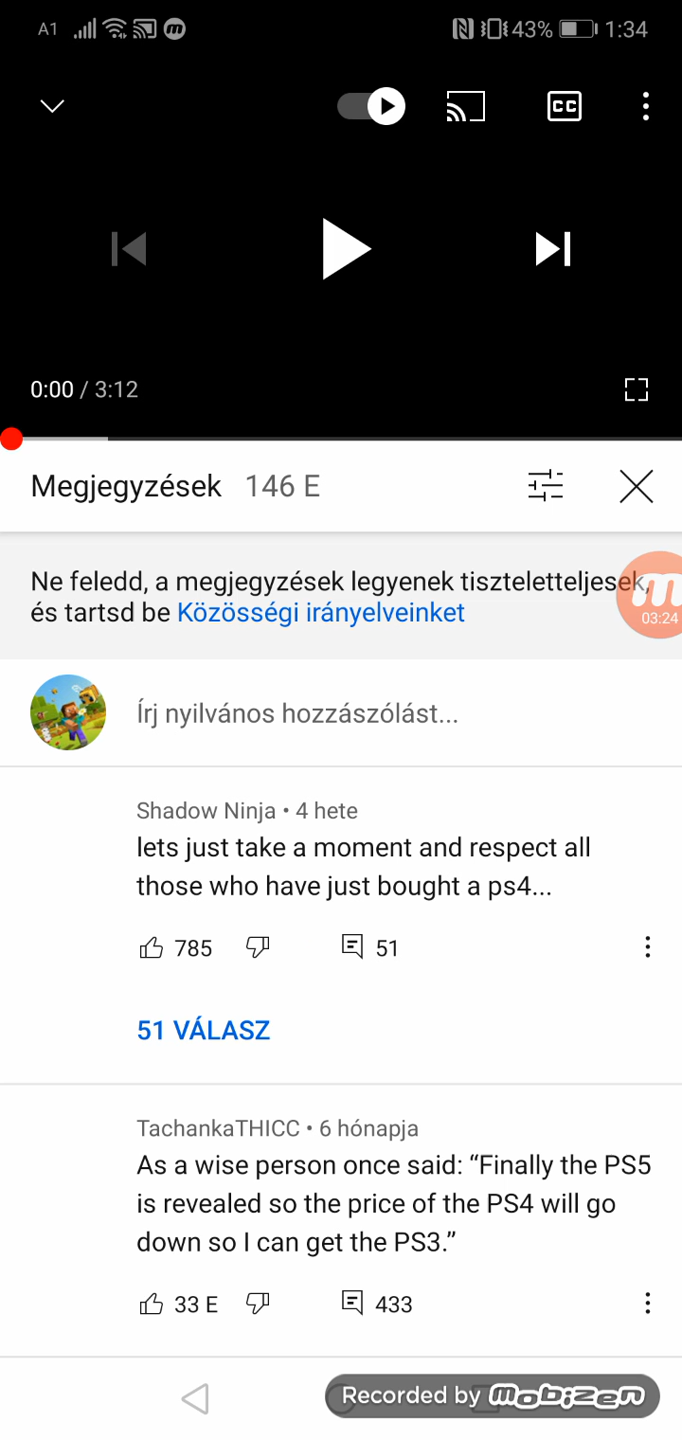 A1 43% 1:34
CC
0:00 / 3:12
Megjegyzések 146 E
Ne feledd, a megjegyzések legyenek tiszteletteljesek,
és tartsd be Közösségi irányelveinket
m
03:24
Írj nyilvános hozzászólást...
Shadow Ninja • 4 hete
lets just take a moment and respect all
those who have just bought a ps4...
785 51
51 VÁLASZ
TachankaTHICC • 6 hónapja
As a wise person once said: “Finally the PS5
is revealed so the price of the PS4 will go
down so I can get the PS3.”
33 E 433
Recorded by mobizen